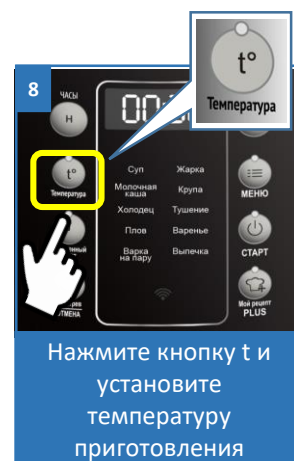 t°
Температура
8
ЧАСЫ
Н
00:
t°
Температура
Суп
Жарка
Молочная
каша
Крупа
МЕНЮ
Холодец
Тушение
Плов
Варенье
СТАРТ
Варка
на пару
Выпечка
ОТМЕНА
Мой рецепт
PLUS
Нажмите кнопку t и
установите
температуру
приготовления